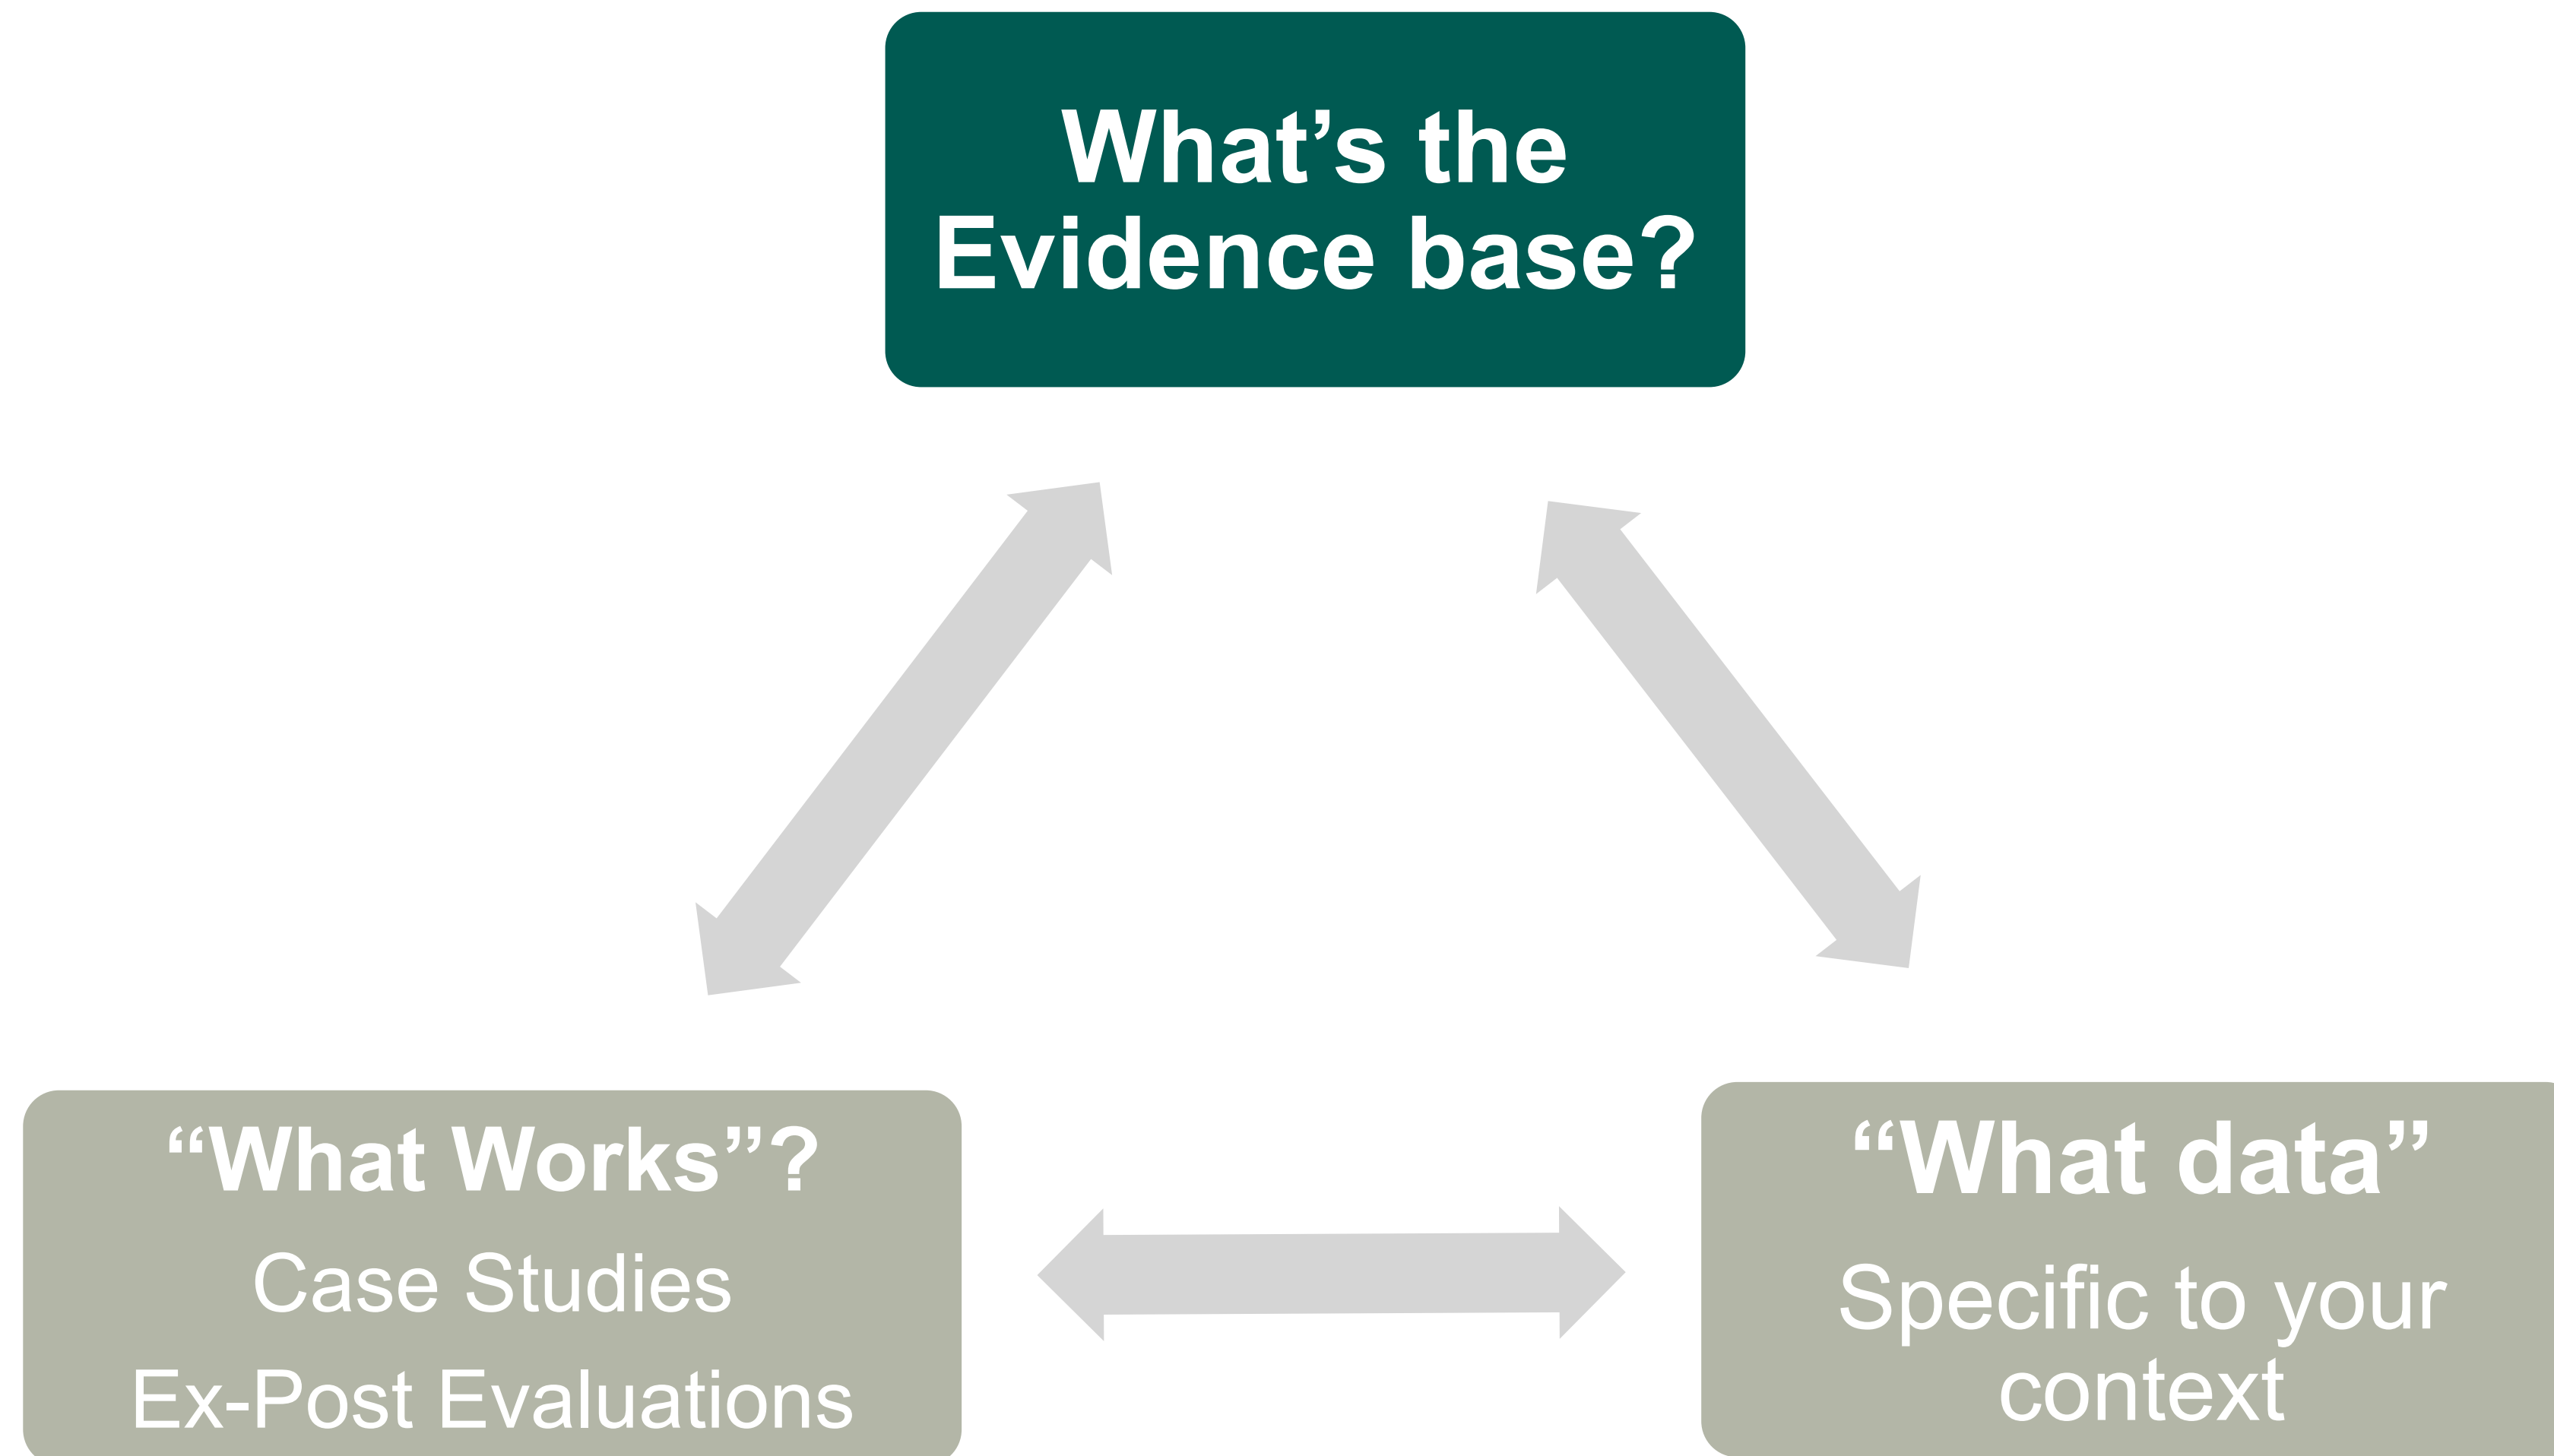 What’s the
Evidence base?
“What Works”?
Case Studies
Ex-Post Evaluations
“What data”
Specific to your
context